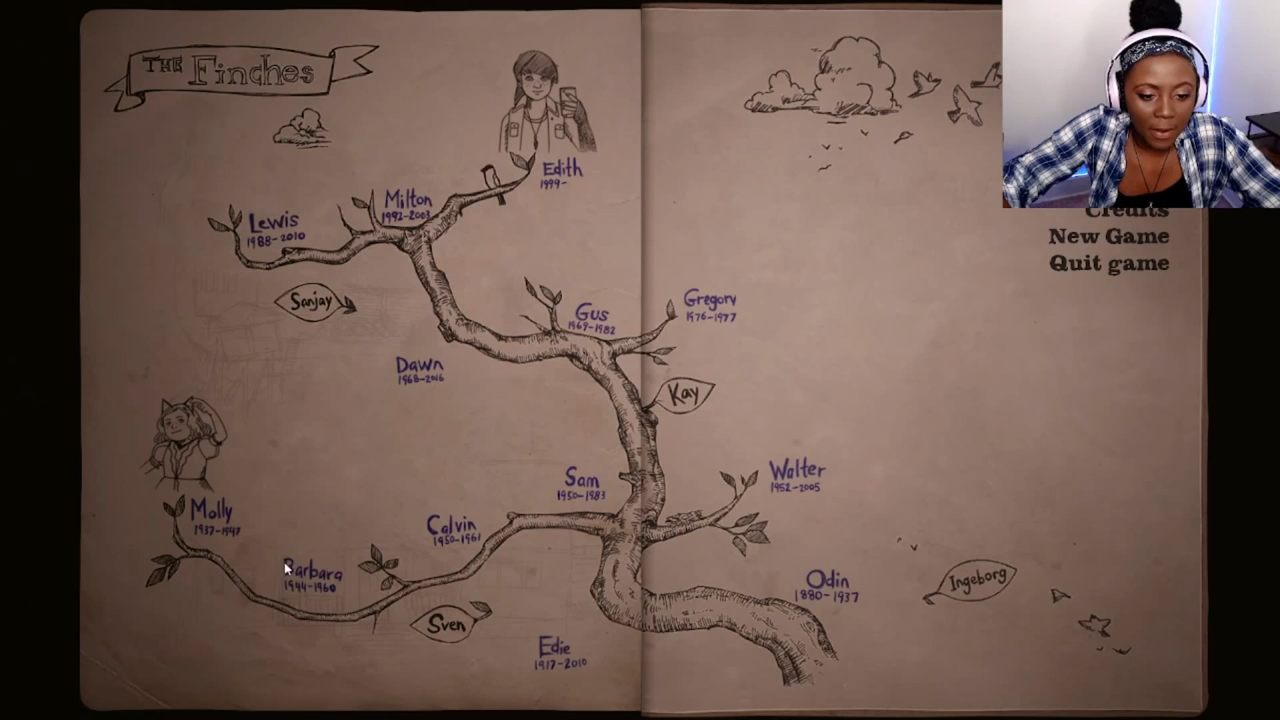 THE Finches
Edith
1999-
Milton
1992-2003
Lewis
1988-2010
Credits
New Game
Quit game
Sanjay
Gus
1969-1982
Gregory
1976-1977
Dawn
1968-2016
Kay
Sam
1950-1983
Walter
1952-2005
Molly
1937-1947
Calvin
1950-1961
Barbara
1944-1960
Odin
1880-1937
Ingeborg
Sven
Edie
1917-2010